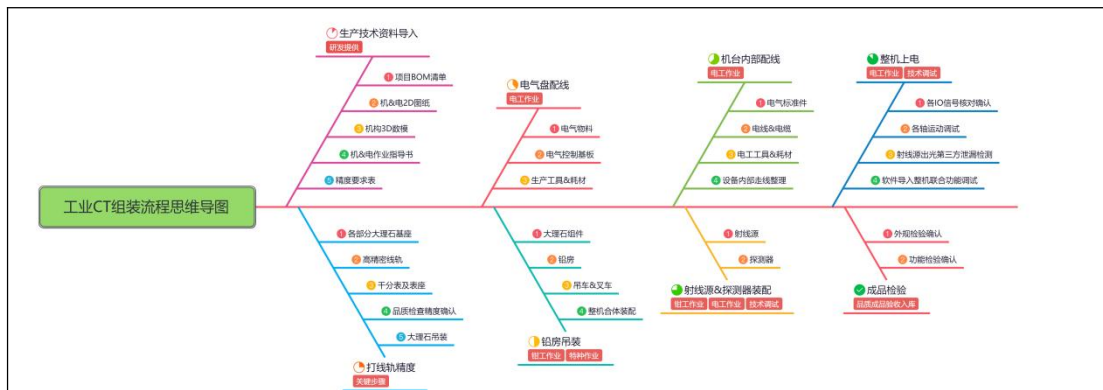 工业CT组装流程思维导图
生产技术资料导入
研发提供
1 项目BOM清单
2 机&电2D图纸
3 机构3D数模
4 机&电作业指导书
5 精度要求表
打线轨精度
关键步骤
1 各部分大理石基座
2 高精密线轨
3 千分表及表座
4 品质检查精度确认
5 大理石吊装
电气盘配线
电工作业
1 电气物料
2 电气控制基板
3 生产工具&耗材
铅房吊装
钳工作业 特种作业
1 大理石组件
2 铅房
3 吊车&叉车
4 整机合体装配
机台内部配线
电工作业
1 电气标准件
2 电线&电缆
3 电工工具&耗材
4 设备内部走线整理
射线源&探测器装配
钳工作业 电工作业 技术调试
1 射线源
2 探测器
整机上电
电工作业 技术调试
1 各IO信号核对确认
2 各轴运动调试
3 射线源出光第三方泄漏检测
4 软件导入整机联合功能调试
成品检验
品质成品验收入库
1 外观检验确认
2 功能检验确认